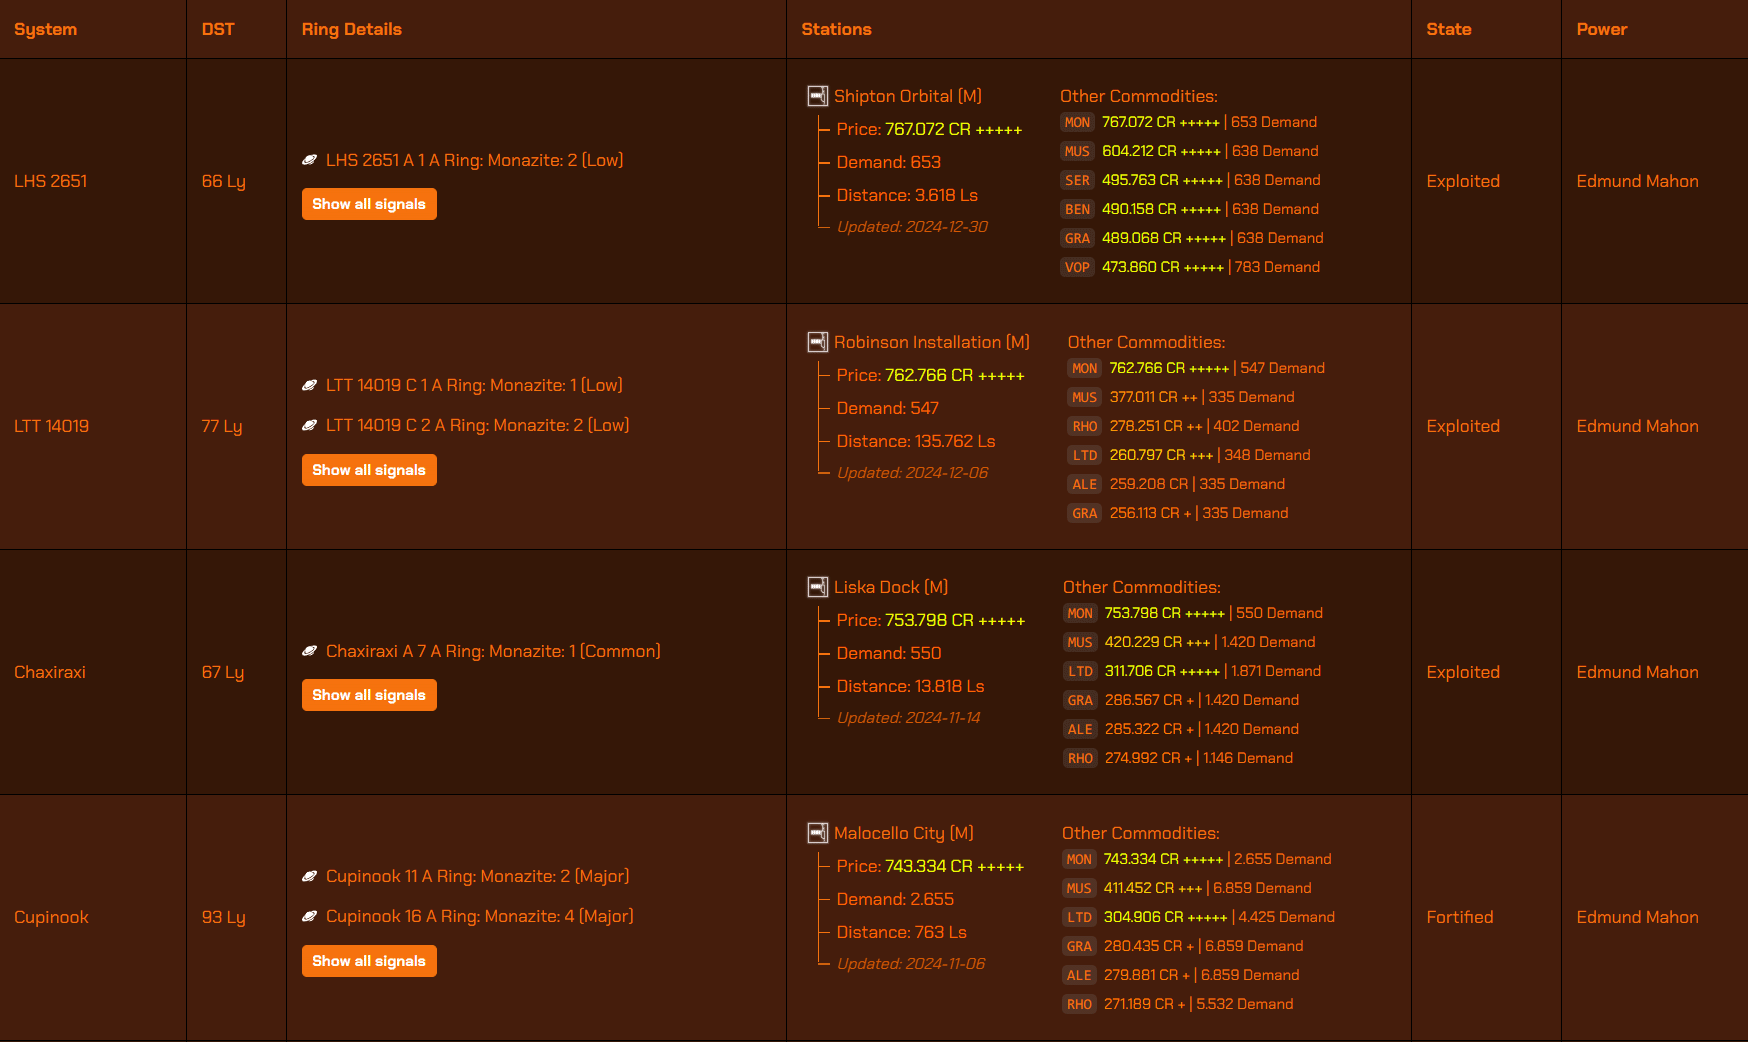 System DST Ring Details Stations State Power
LHS 2651
66 Ly
LHS 2651 A 1 A Ring: Monazite: 2 (Low)
Show all signals
Shipton Orbital (M)
Price: 767.072 CR +++++
Demand: 653
Distance: 3.618 Ls
Updated: 2024-12-30
Other Commodities:
MON 767.072 CR +++++ | 653 Demand
MUS 604.212 CR +++++ | 638 Demand
SER 495.763 CR +++++ | 638 Demand
BEN 490.158 CR +++++ | 638 Demand
GRA 489.068 CR +++++ | 638 Demand
VOP 473.860 CR +++++ | 783 Demand
Exploited
Edmund Mahon
LTT 14019
77 Ly
LTT 14019 C 1 A Ring: Monazite: 1 (Low)
LTT 14019 C 2 A Ring: Monazite: 2 (Low)
Show all signals
Robinson Installation (M)
Price: 762.766 CR +++++
Demand: 547
Distance: 135.762 Ls
Updated: 2024-12-06
Other Commodities:
MON 762.766 CR +++++ | 547 Demand
MUS 377.011 CR ++ | 335 Demand
RHO 278.251 CR ++ | 402 Demand
LTD 260.797 CR +++ | 348 Demand
ALE 259.208 CR | 335 Demand
GRA 256.113 CR + | 335 Demand
Exploited
Edmund Mahon
Chaxiraxi
67 Ly
Chaxiraxi A 7 A Ring: Monazite: 1 (Common)
Show all signals
Liska Dock (M)
Price: 753.798 CR +++++
Demand: 550
Distance: 13.818 Ls
Updated: 2024-11-14
Other Commodities:
MON 753.798 CR +++++ | 550 Demand
MUS 420.229 CR +++ | 1.420 Demand
LTD 311.706 CR +++++ | 1.871 Demand
GRA 286.567 CR + | 1.420 Demand
ALE 285.322 CR + | 1.420 Demand
RHO 274.992 CR + | 1.146 Demand
Exploited
Edmund Mahon
Cupinook
93 Ly
Cupinook 11 A Ring: Monazite: 2 (Major)
Cupinook 16 A Ring: Monazite: 4 (Major)
Show all signals
Malocello City (M)
Price: 743.334 CR +++++
Demand: 2.655
Distance: 763 Ls
Updated: 2024-11-06
Other Commodities:
MON 743.334 CR +++++ | 2.655 Demand
MUS 411.452 CR +++ | 6.859 Demand
LTD 304.906 CR +++++ | 4.425 Demand
GRA 280.435 CR + | 6.859 Demand
ALE 279.881 CR + | 6.859 Demand
RHO 271.189 CR + | 5.532 Demand
Fortified
Edmund Mahon